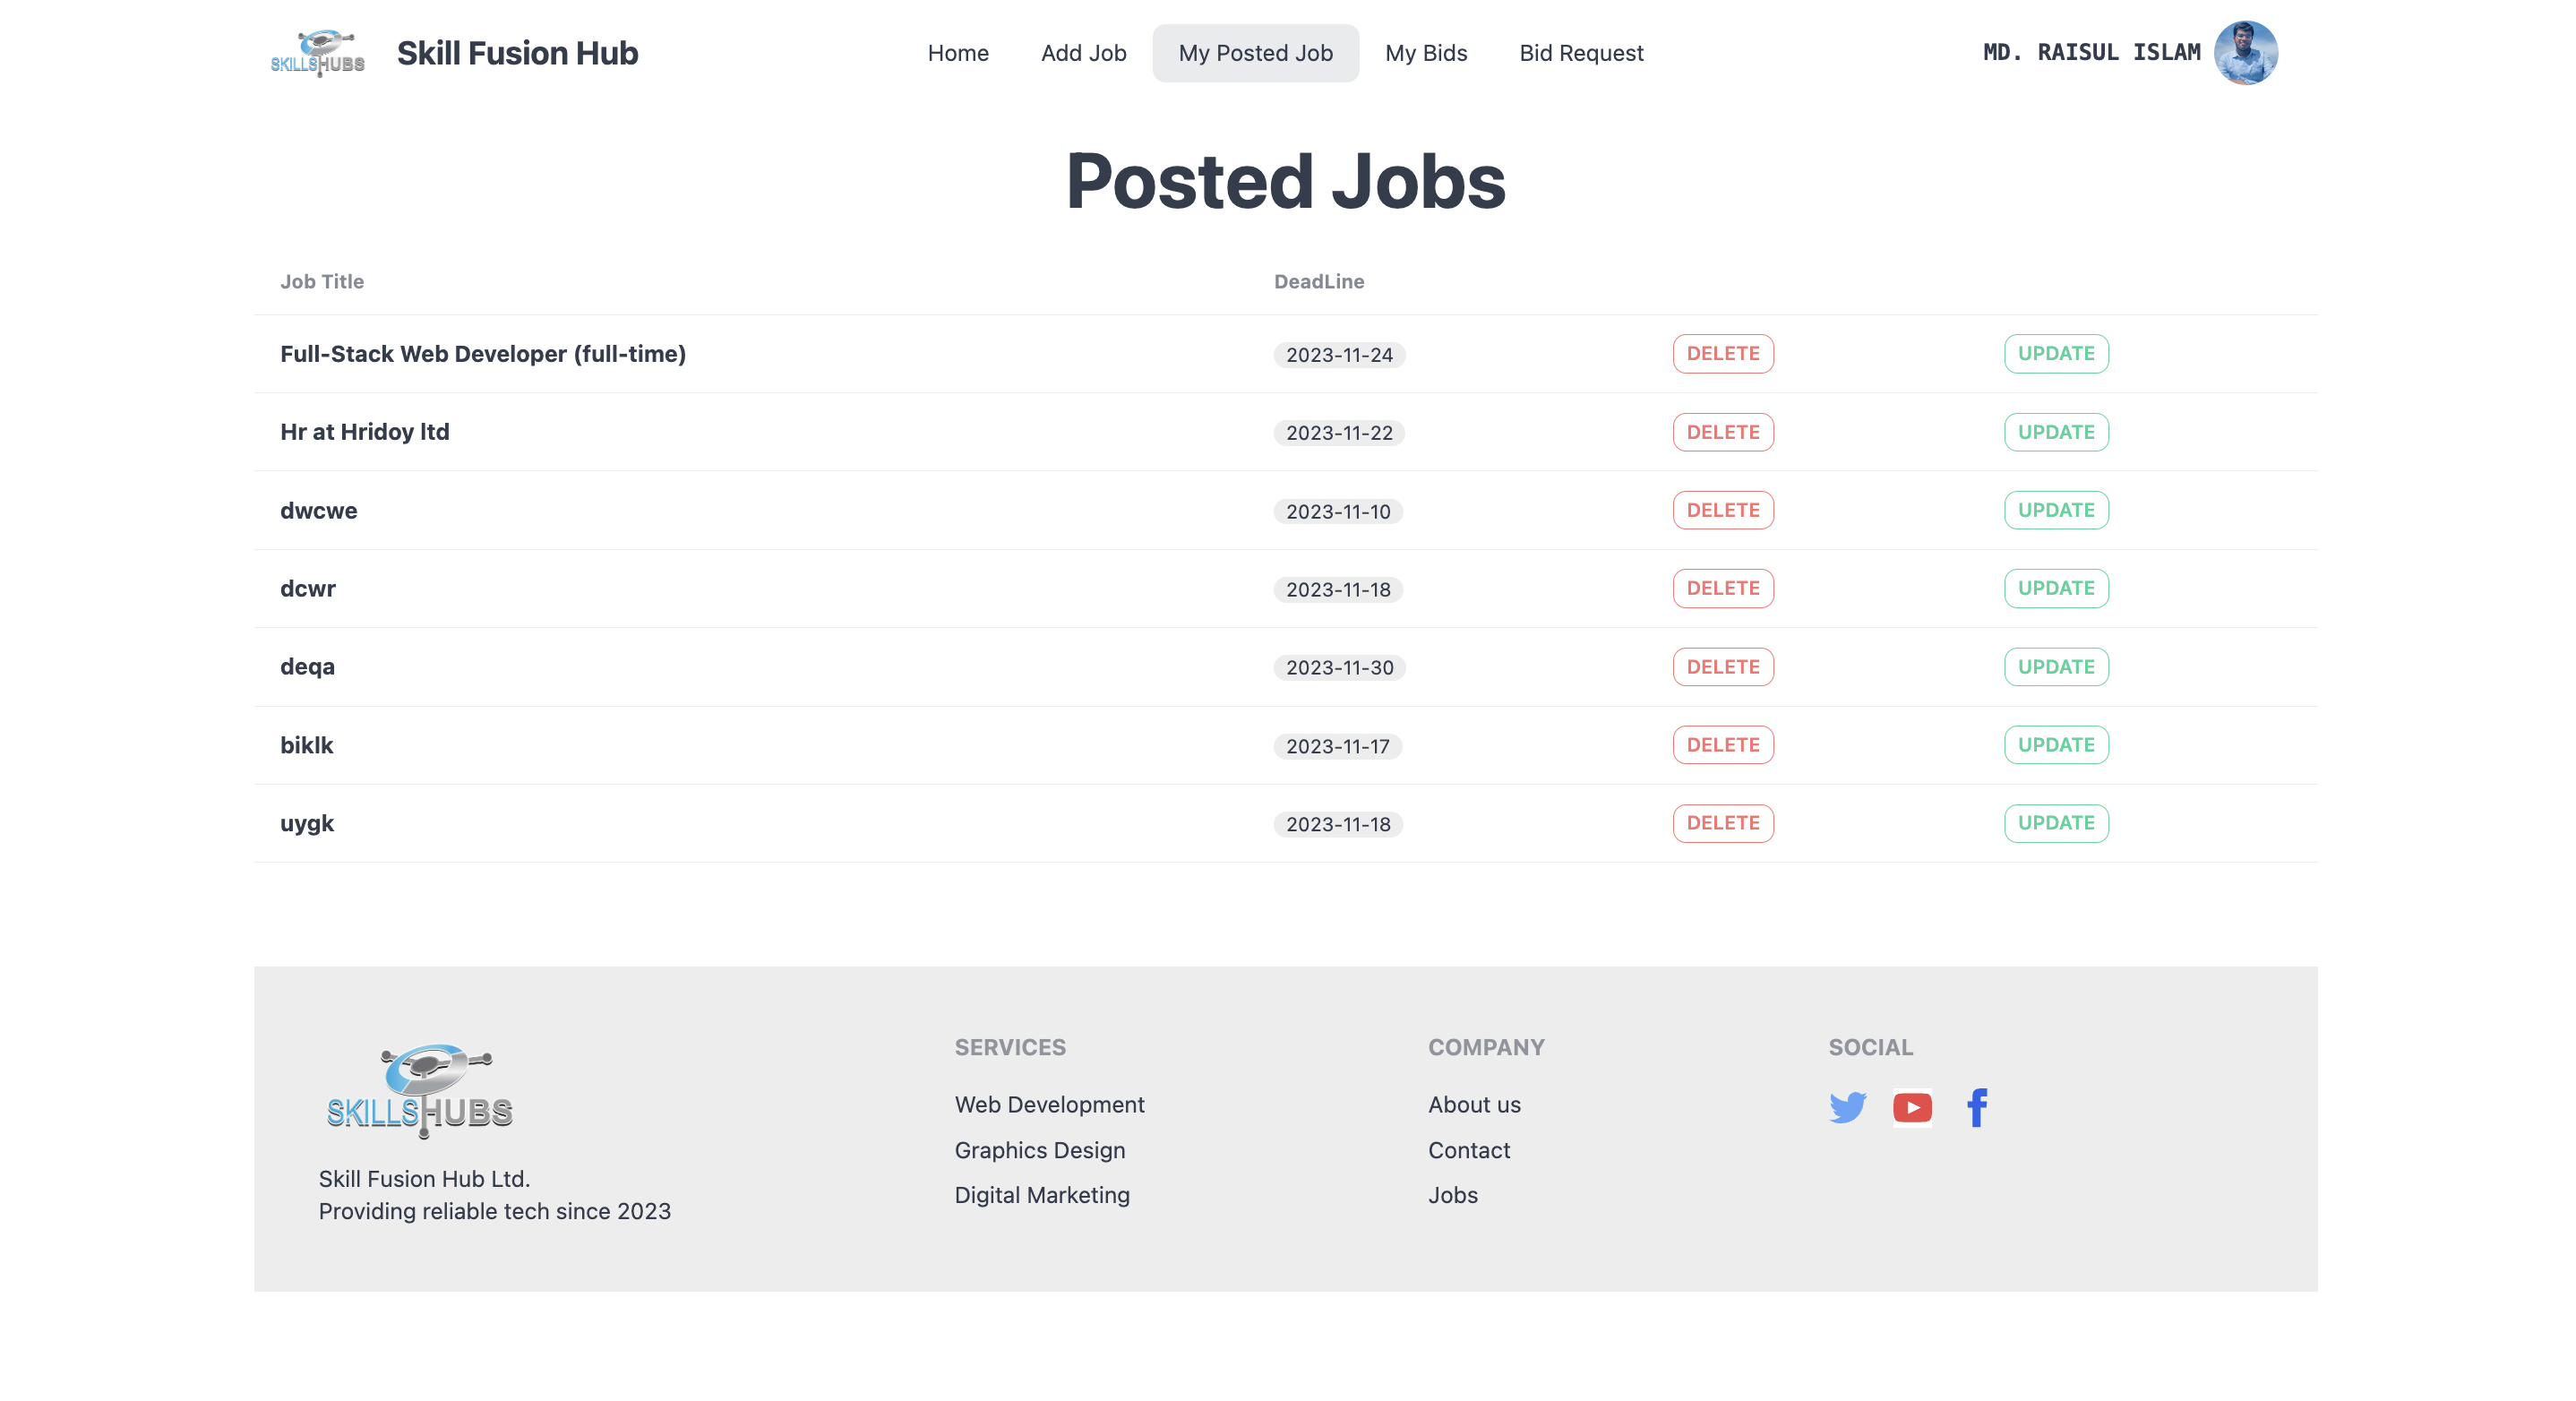 SKILLSHUBS Skill Fusion Hub Home Add Job My Posted Job My Bids Bid Request MD. RAISUL ISLAM
Posted Jobs
Job Title DeadLine
Full-Stack Web Developer (full-time) 2023-11-24 DELETE UPDATE
Hr at Hridoy ltd 2023-11-22 DELETE UPDATE
dwcwe 2023-11-10 DELETE UPDATE
dcwr 2023-11-18 DELETE UPDATE
deqa 2023-11-30 DELETE UPDATE
biklk 2023-11-17 DELETE UPDATE
uygk 2023-11-18 DELETE UPDATE
SKILLSHUBS
Skill Fusion Hub Ltd.
Providing reliable tech since 2023
SERVICES
Web Development
Graphics Design
Digital Marketing
COMPANY
About us
Contact
Jobs
SOCIAL